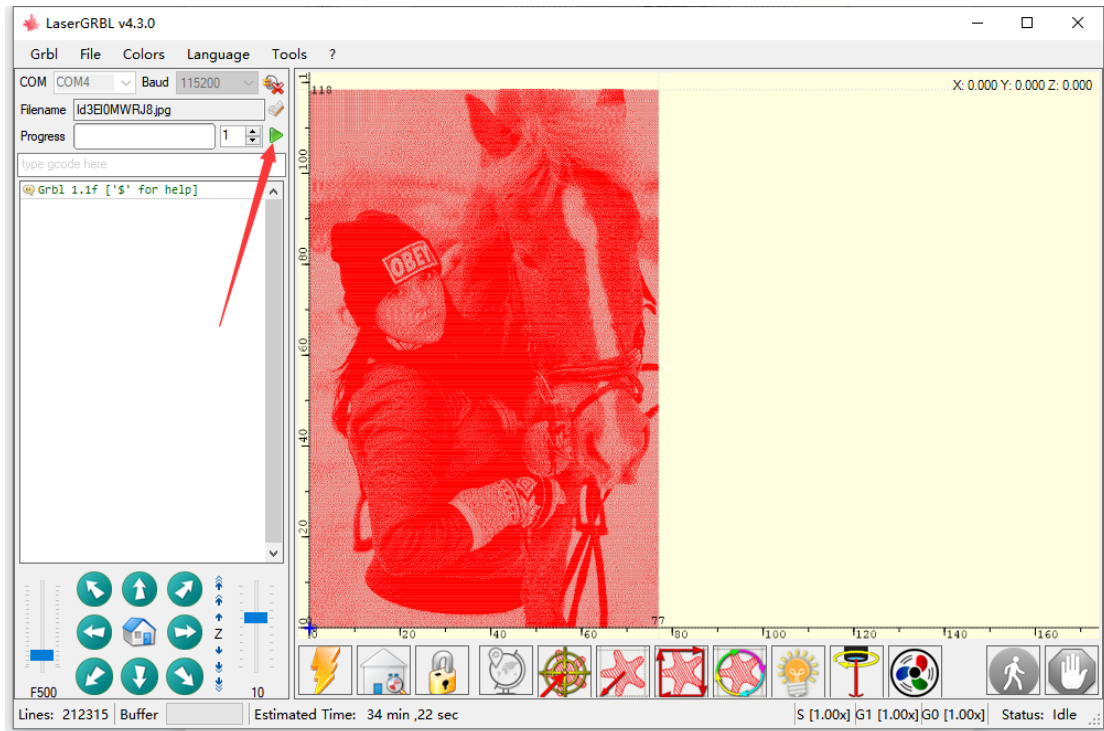 LaserGRBL v4.3.0
Grbl File Colors Language Tools ?
COM COM4 Baud 115200
Filename Id3EI0MWRJ8.jpg
Progress 1
type gcode here
Grbl 1.1f ['$' for help]
X: 0.000 Y: 0.000 Z: 0.000
118
100
80
OBEY
60
40
20
77
0 20 40 60 80 100 120 140 160
Z
F500 10
Lines: 212315 Buffer Estimated Time: 34 min ,22 sec S [1.00x] G1 [1.00x] G0 [1.00x] Status: Idle